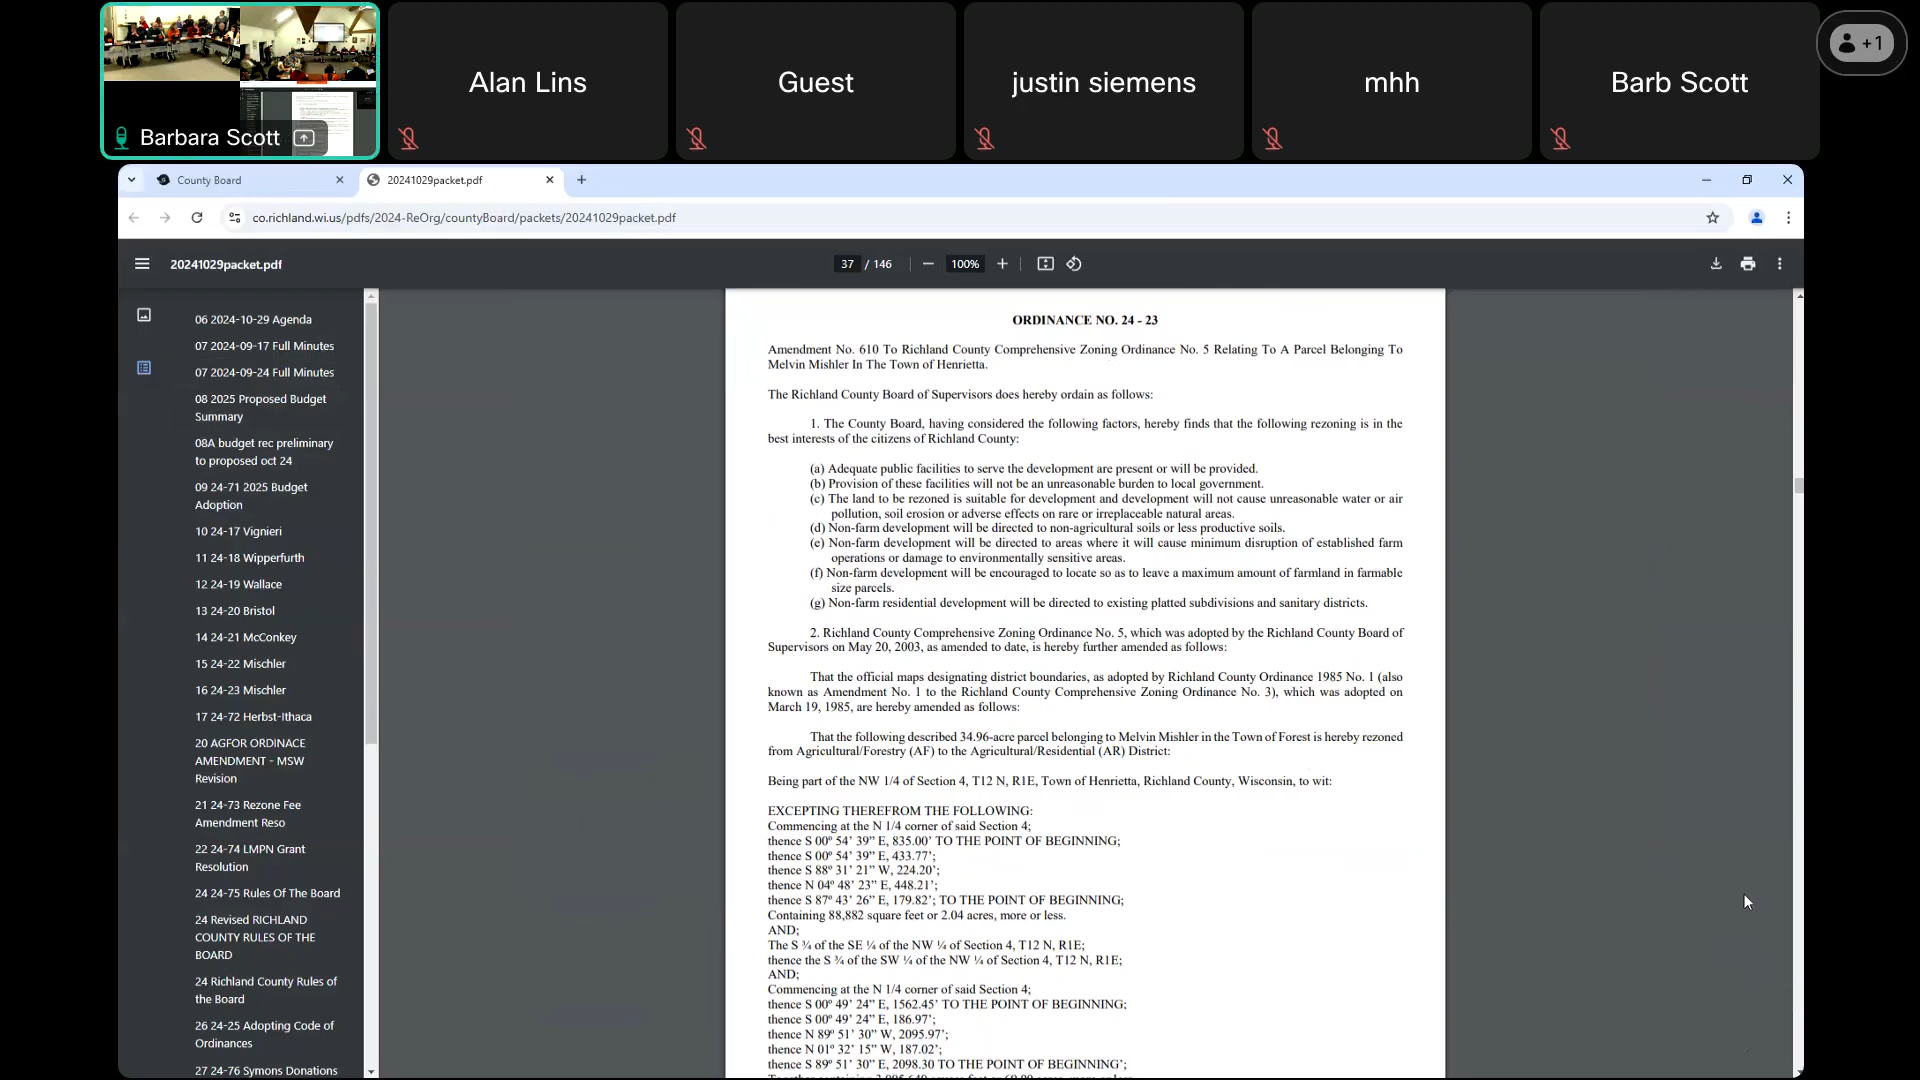 Barbara Scott
Alan Lins
Guest
justin siemens
mhh
Barb Scott
+1
County Board
20241029packet.pdf
co.richland.wi.us/pdfs/2024-ReOrg/countyBoard/packets/20241029packet.pdf
20241029packet.pdf
37 / 146
100%
06 2024-10-29 Agenda
07 2024-09-17 Full Minutes
07 2024-09-24 Full Minutes
08 2025 Proposed Budget
Summary
08A budget rec preliminary
to proposed oct 24
09 24-71 2025 Budget
Adoption
10 24-17 Vignieri
11 24-18 Wipperfurth
12 24-19 Wallace
13 24-20 Bristol
14 24-21 McConkey
15 24-22 Mischler
16 24-23 Mischler
17 24-72 Herbst-Ithaca
20 AGFOR ORDINACE
AMENDMENT - MSW
Revision
21 24-73 Rezone Fee
Amendment Reso
22 24-74 LMPN Grant
Resolution
24 24-75 Rules Of The Board
24 Revised RICHLAND
COUNTY RULES OF THE
BOARD
24 Richland County Rules of
the Board
26 24-25 Adopting Code of
Ordinances
27 24-76 Symons Donations
ORDINANCE NO. 24 - 23
Amendment No. 610 To Richland County Comprehensive Zoning Ordinance No. 5 Relating To A Parcel Belonging To
Melvin Mishler In The Town of Henrietta.
The Richland County Board of Supervisors does hereby ordain as follows:
1. The County Board, having considered the following factors, hereby finds that the following rezoning is in the
best interests of the citizens of Richland County:
(a) Adequate public facilities to serve the development are present or will be provided.
(b) Provision of these facilities will not be an unreasonable burden to local government.
(c) The land to be rezoned is suitable for development and development will not cause unreasonable water or air
pollution, soil erosion or adverse effects on rare or irreplaceable natural areas.
(d) Non-farm development will be directed to non-agricultural soils or less productive soils.
(e) Non-farm development will be directed to areas where it will cause minimum disruption of established farm
operations or damage to environmentally sensitive areas.
(f) Non-farm development will be encouraged to locate so as to leave a maximum amount of farmland in farmable
size parcels.
(g) Non-farm residential development will be directed to existing platted subdivisions and sanitary districts.
2. Richland County Comprehensive Zoning Ordinance No. 5, which was adopted by the Richland County Board of
Supervisors on May 20, 2003, as amended to date, is hereby further amended as follows:
That the official maps designating district boundaries, as adopted by Richland County Ordinance 1985 No. 1 (also
known as Amendment No. 1 to the Richland County Comprehensive Zoning Ordinance No. 3), which was adopted on
March 19, 1985, are hereby amended as follows:
That the following described 34.96-acre parcel belonging to Melvin Mishler in the Town of Forest is hereby rezoned
from Agricultural/Forestry (AF) to the Agricultural/Residential (AR) District:
Being part of the NW 1/4 of Section 4, T12 N, R1E, Town of Henrietta, Richland County, Wisconsin, to wit:
EXCEPTING THEREFROM THE FOLLOWING:
Commencing at the N 1/4 corner of said Section 4;
thence S 00º 54’ 39” E, 835.00’ TO THE POINT OF BEGINNING;
thence S 00º 54’ 39” E, 433.77’;
thence S 88º 31’ 21” W, 224.20’;
thence N 04º 48’ 23” E, 448.21’;
thence S 87º 43’ 26” E, 179.82’; TO THE POINT OF BEGINNING;
Containing 88,882 square feet or 2.04 acres, more or less.
AND;
The S ¾ of the SE ¼ of the NW ¼ of Section 4, T12 N, R1E;
thence the S ¾ of the SW ¼ of the NW ¼ of Section 4, T12 N, R1E;
AND;
Commencing at the N 1/4 corner of said Section 4;
thence S 00º 49’ 24” E, 1562.45’ TO THE POINT OF BEGINNING;
thence S 00º 49’ 24” E, 186.97’;
thence N 89º 51’ 30” W, 2095.97’;
thence N 01º 32’ 15” W, 187.02’;
thence S 89º 51’ 30” E, 2098.30 TO THE POINT OF BEGINNING’;